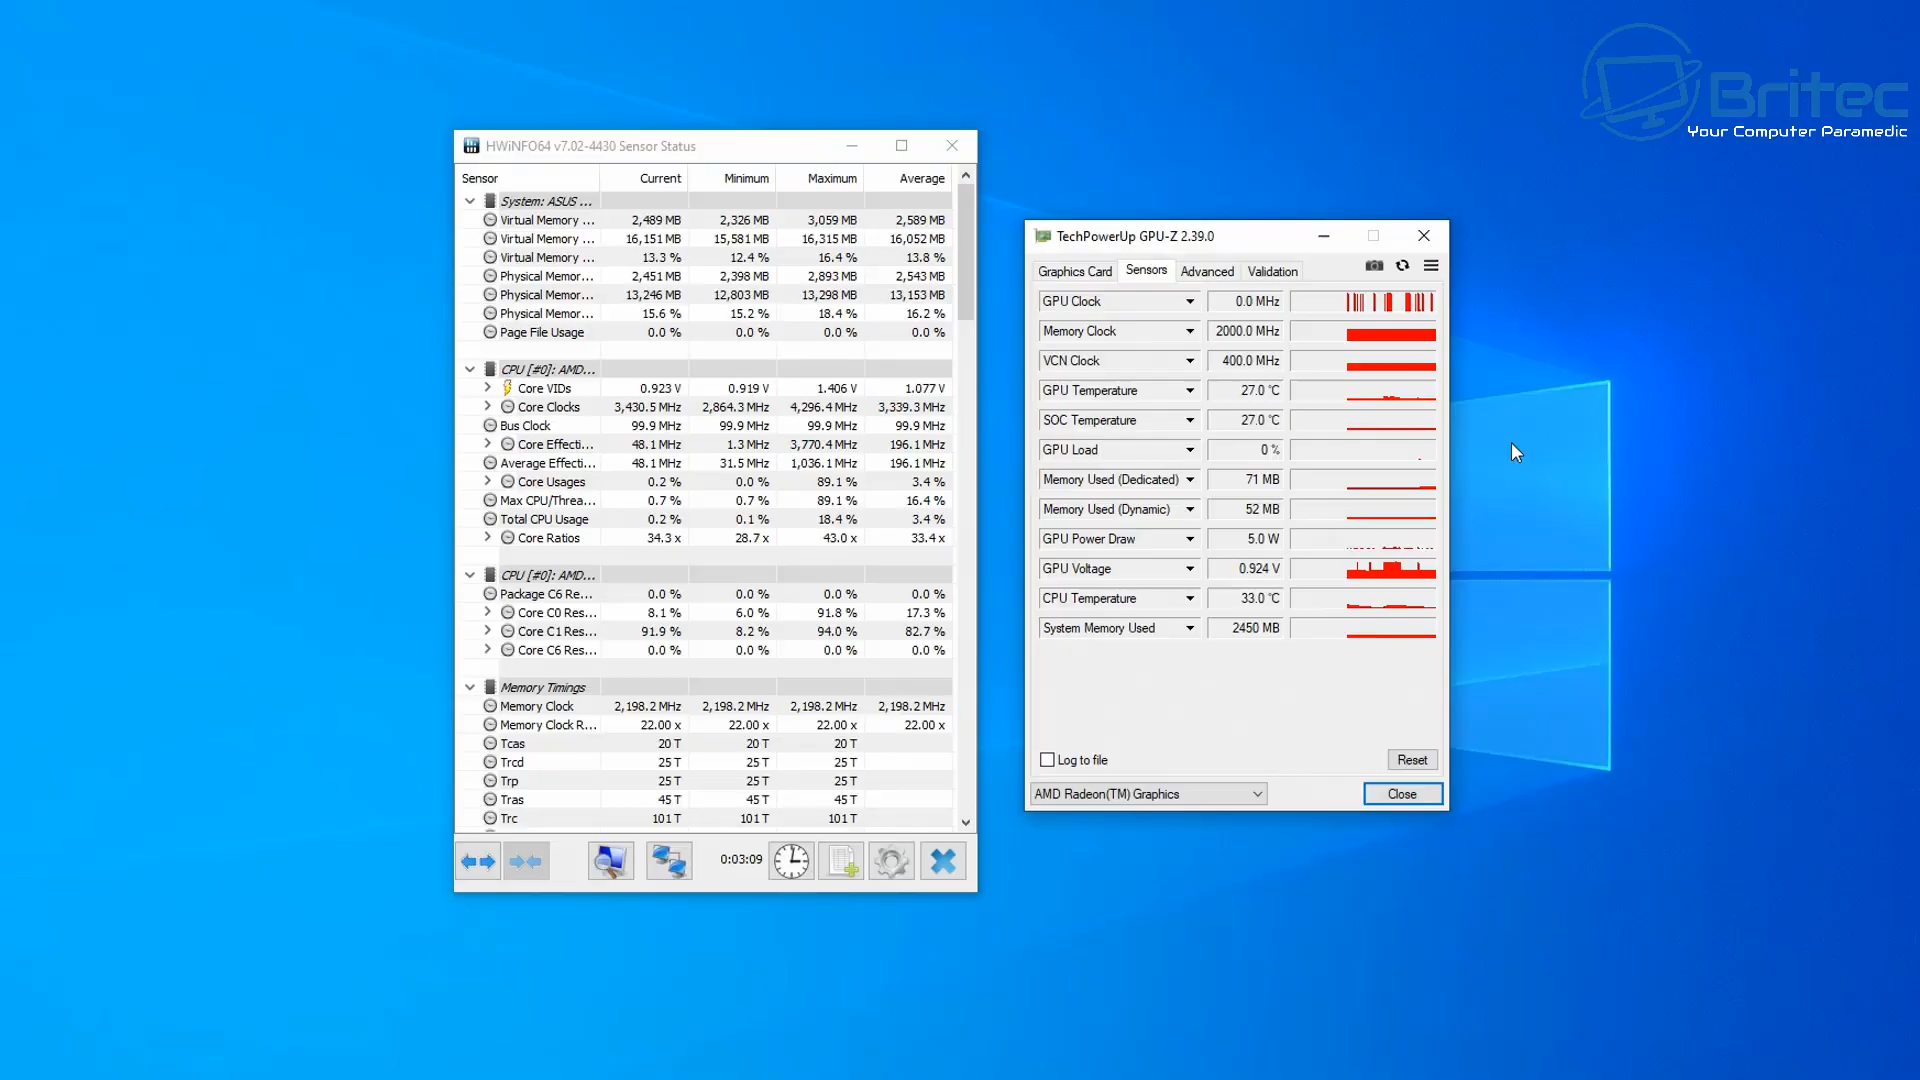 Britec
Your Computer Paramedic
HWiNFO64 v7.02-4430 Sensor Status
Sensor Current Minimum Maximum Average
System: ASUS ...
Virtual Memory ... 2,489 MB 2,326 MB 3,059 MB 2,589 MB
Virtual Memory ... 16,151 MB 15,581 MB 16,315 MB 16,052 MB
Virtual Memory ... 13.3 % 12.4 % 16.4 % 13.8 %
Physical Memor... 2,451 MB 2,398 MB 2,893 MB 2,543 MB
Physical Memor... 13,246 MB 12,803 MB 13,298 MB 13,153 MB
Physical Memor... 15.6 % 15.2 % 18.4 % 16.2 %
Page File Usage 0.0 % 0.0 % 0.0 % 0.0 %
CPU [#0]: AMD...
Core VIDs 0.923 V 0.919 V 1.406 V 1.077 V
Core Clocks 3,430.5 MHz 2,864.3 MHz 4,296.4 MHz 3,339.3 MHz
Bus Clock 99.9 MHz 99.9 MHz 99.9 MHz 99.9 MHz
Core Effecti... 48.1 MHz 1.3 MHz 3,770.4 MHz 196.1 MHz
Average Effecti... 48.1 MHz 31.5 MHz 1,036.1 MHz 196.1 MHz
Core Usages 0.2 % 0.0 % 89.1 % 3.4 %
Max CPU/Threa... 0.7 % 0.7 % 89.1 % 16.4 %
Total CPU Usage 0.2 % 0.1 % 18.4 % 3.4 %
Core Ratios 34.3 x 28.7 x 43.0 x 33.4 x
CPU [#0]: AMD...
Package C6 Re... 0.0 % 0.0 % 0.0 % 0.0 %
Core C0 Res... 8.1 % 6.0 % 91.8 % 17.3 %
Core C1 Res... 91.9 % 8.2 % 94.0 % 82.7 %
Core C6 Res... 0.0 % 0.0 % 0.0 % 0.0 %
Memory Timings
Memory Clock 2,198.2 MHz 2,198.2 MHz 2,198.2 MHz 2,198.2 MHz
Memory Clock R... 22.00 x 22.00 x 22.00 x 22.00 x
Tcas 20 T 20 T 20 T
Trcd 25 T 25 T 25 T
Trp 25 T 25 T 25 T
Tras 45 T 45 T 45 T
Trc 101 T 101 T 101 T
0:03:09
TechPowerUp GPU-Z 2.39.0
Graphics Card Sensors Advanced Validation
GPU Clock 0.0 MHz
Memory Clock 2000.0 MHz
VCN Clock 400.0 MHz
GPU Temperature 27.0 °C
SOC Temperature 27.0 °C
GPU Load 0 %
Memory Used (Dedicated) 71 MB
Memory Used (Dynamic) 52 MB
GPU Power Draw 5.0 W
GPU Voltage 0.924 V
CPU Temperature 33.0 °C
System Memory Used 2450 MB
Log to file Reset
AMD Radeon(TM) Graphics Close